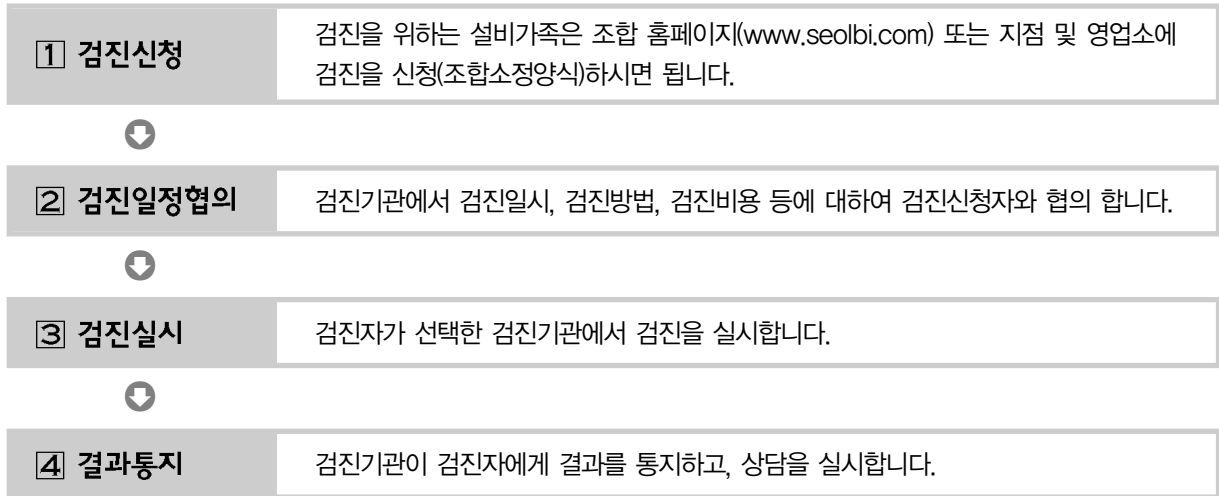 1 검진신청
검진을 위하는 설비가족은 조합 홈페이지(www.seolbi.com) 또는 지점 및 영업소에
검진을 신청(조합소정양식)하시면 됩니다.
2 검진일정협의
검진기관에서 검진일시, 검진방법, 검진비용 등에 대하여 검진신청자와 협의 합니다.
3 검진실시
검진자가 선택한 검진기관에서 검진을 실시합니다.
4 결과통지
검진기관이 검진자에게 결과를 통지하고, 상담을 실시합니다.